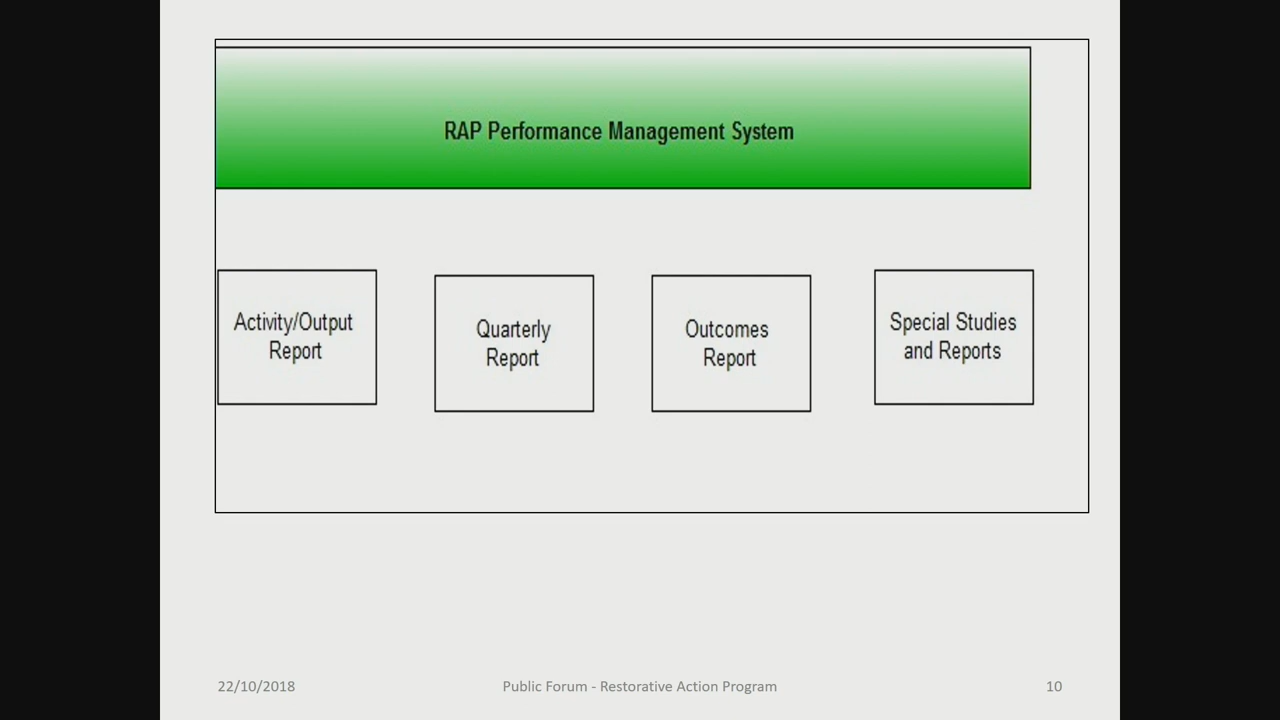 RAP Performance Management System
Activity/Output
Report
Quarterly
Report
Outcomes
Report
Special Studies
and Reports
22/10/2018
Public Forum - Restorative Action Program
10